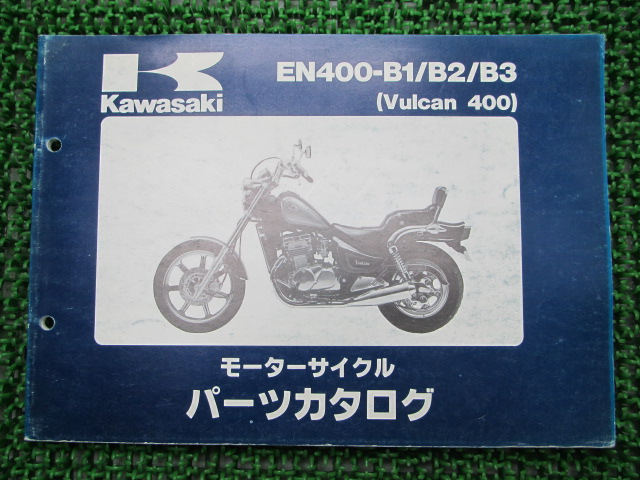 Kawasaki
EN400-B1/B2/B3
(Vulcan 400)
モーターサイクル
パーツカタログ